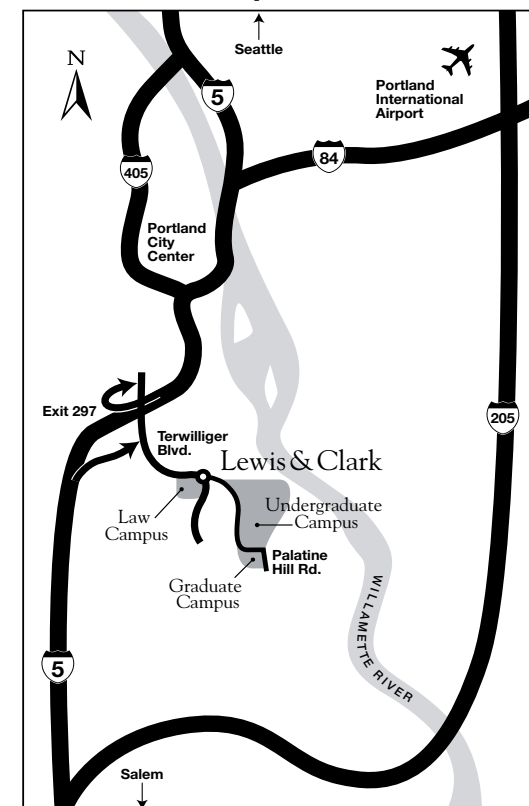 Seattle
N
Portland
International
Airport
5
84
405
Portland
City
Center
Exit 297
205
Terwilliger
Blvd.
Lewis & Clark
Law
Campus
Undergraduate
Campus
Palatine
Hill Rd.
Graduate
Campus
WILLAMETTE RIVER
5
Salem